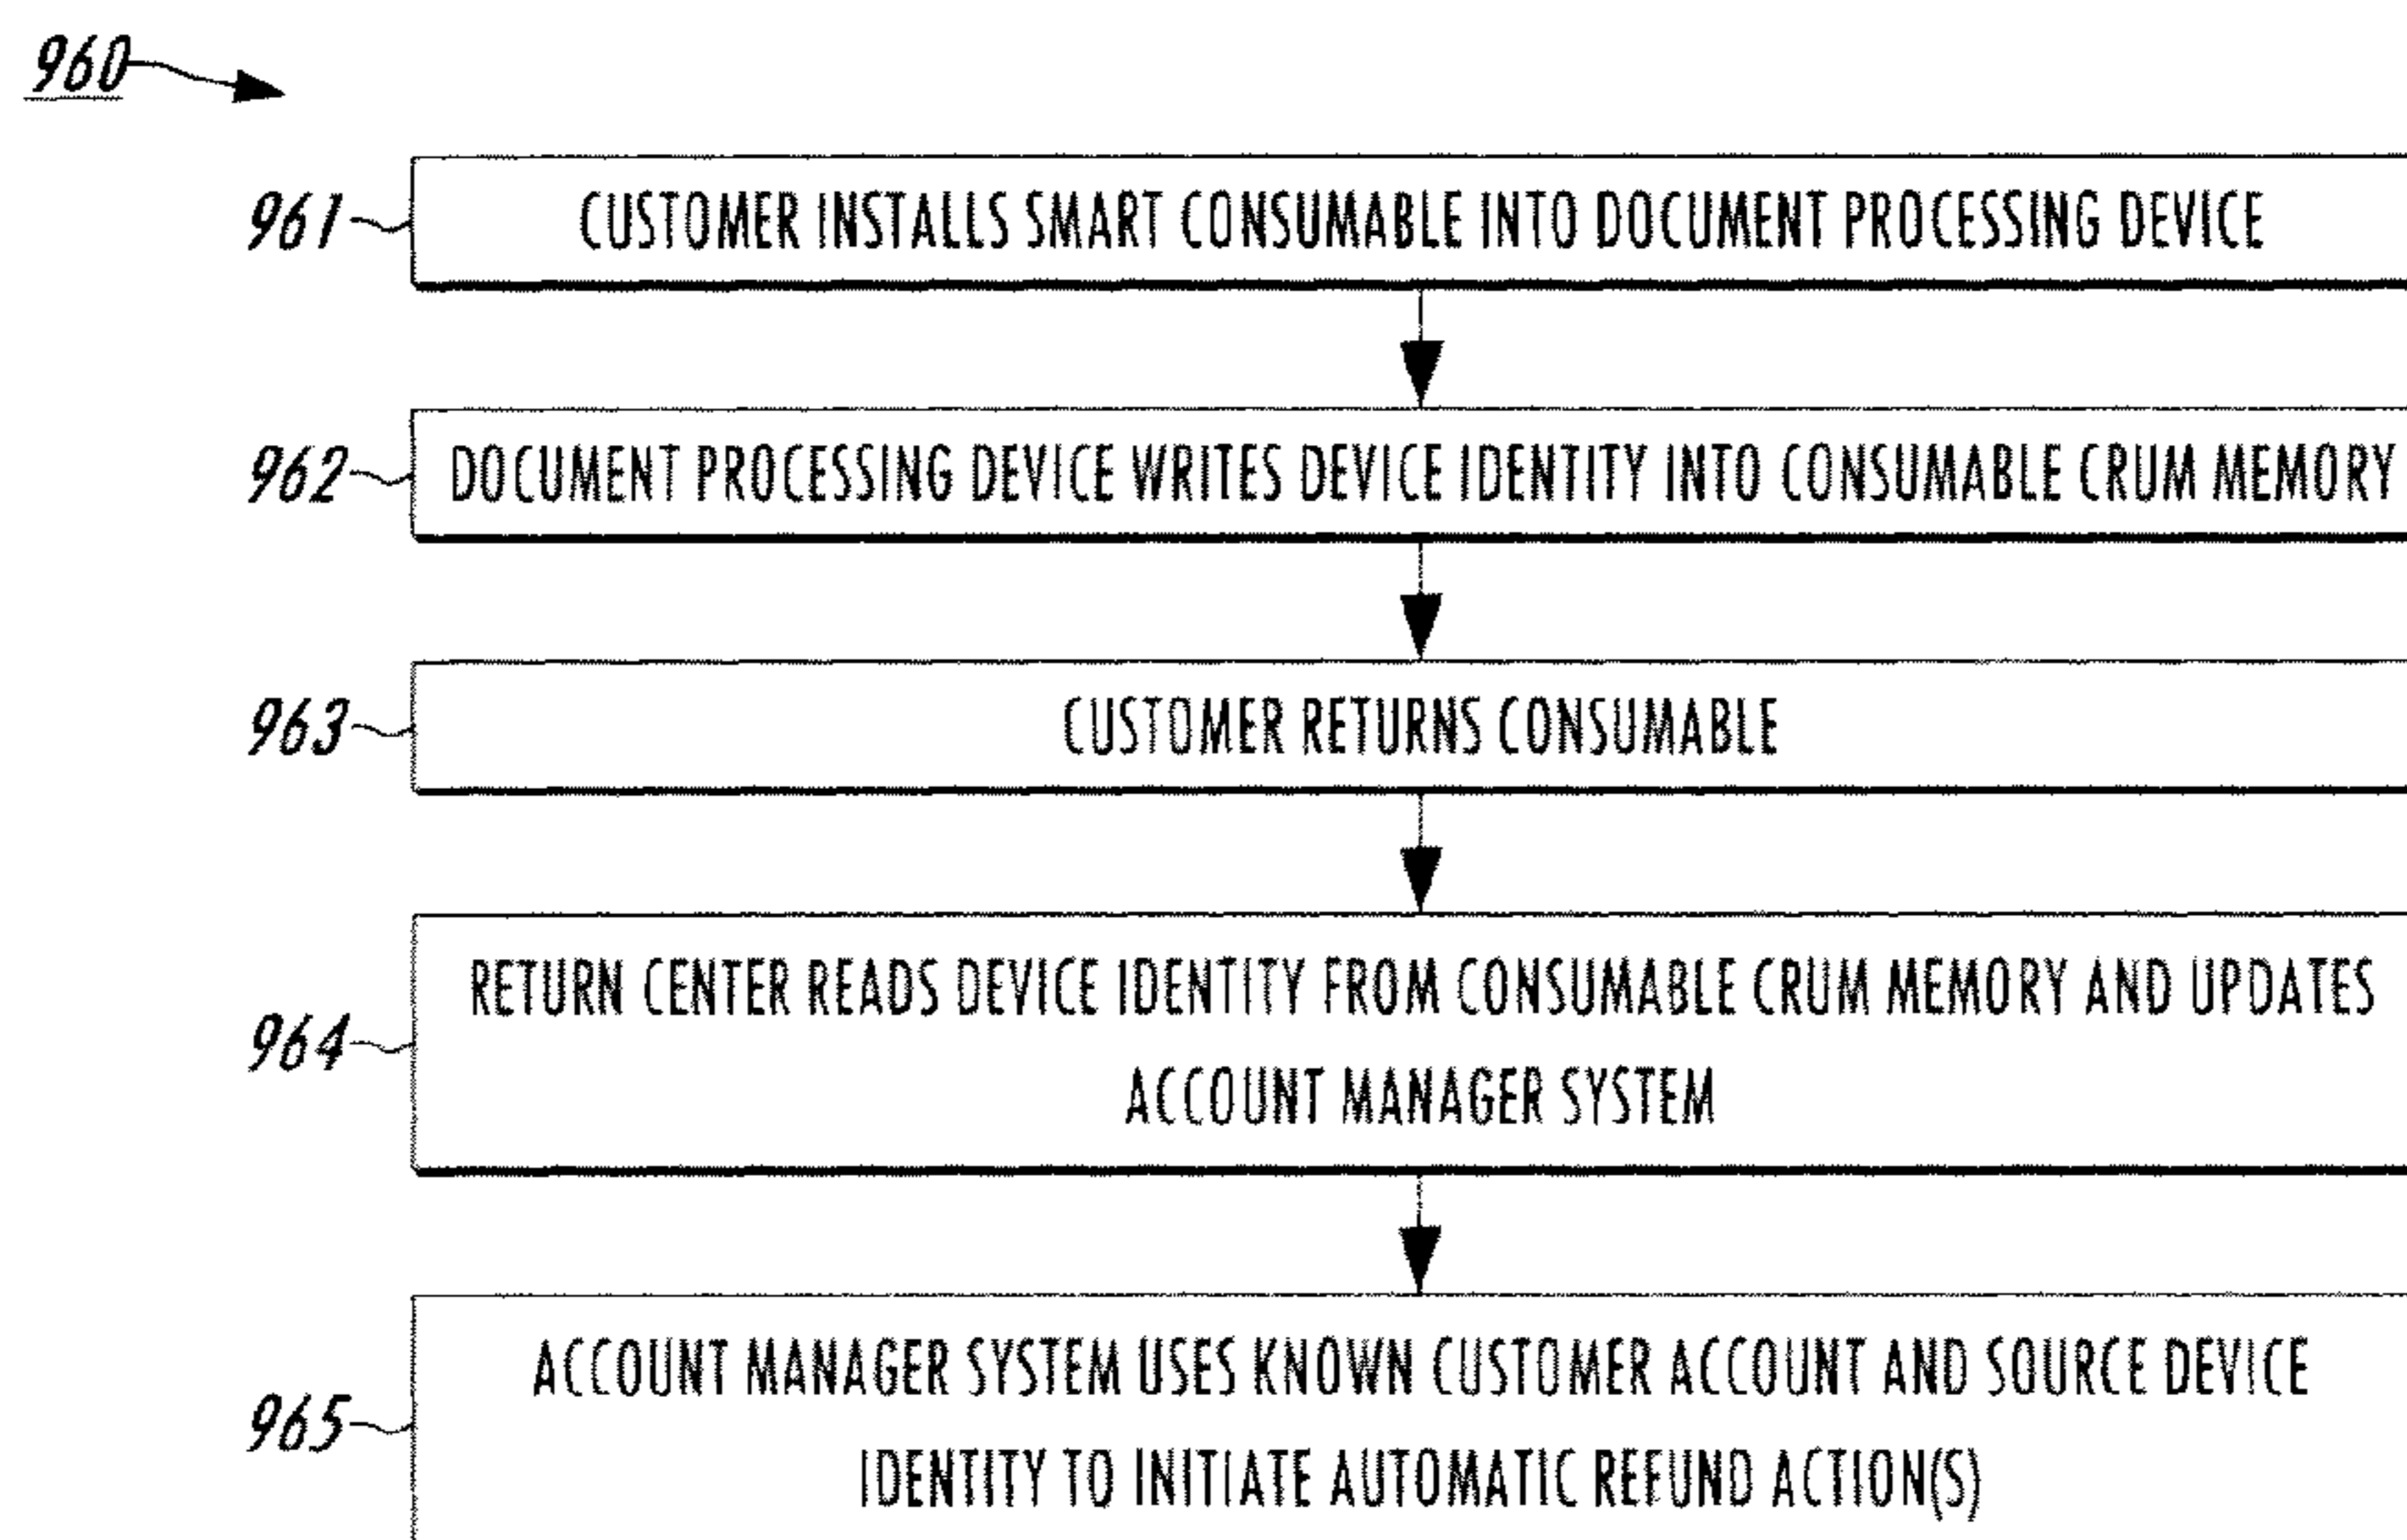 960
961 CUSTOMER INSTALLS SMART CONSUMABLE INTO DOCUMENT PROCESSING DEVICE
962 DOCUMENT PROCESSING DEVICE WRITES DEVICE IDENTITY INTO CONSUMABLE CRUM MEMORY
963 CUSTOMER RETURNS CONSUMABLE
RETURN CENTER READS DEVICE IDENTITY FROM CONSUMABLE CRUM MEMORY AND UPDATES
964
ACCOUNT MANAGER SYSTEM
ACCOUNT MANAGER SYSTEM USES KNOWN CUSTOMER ACCOUNT AND SOURCE DEVICE
965
IDENTITY TO INITIATE AUTOMATIC REFUND ACTION(S)